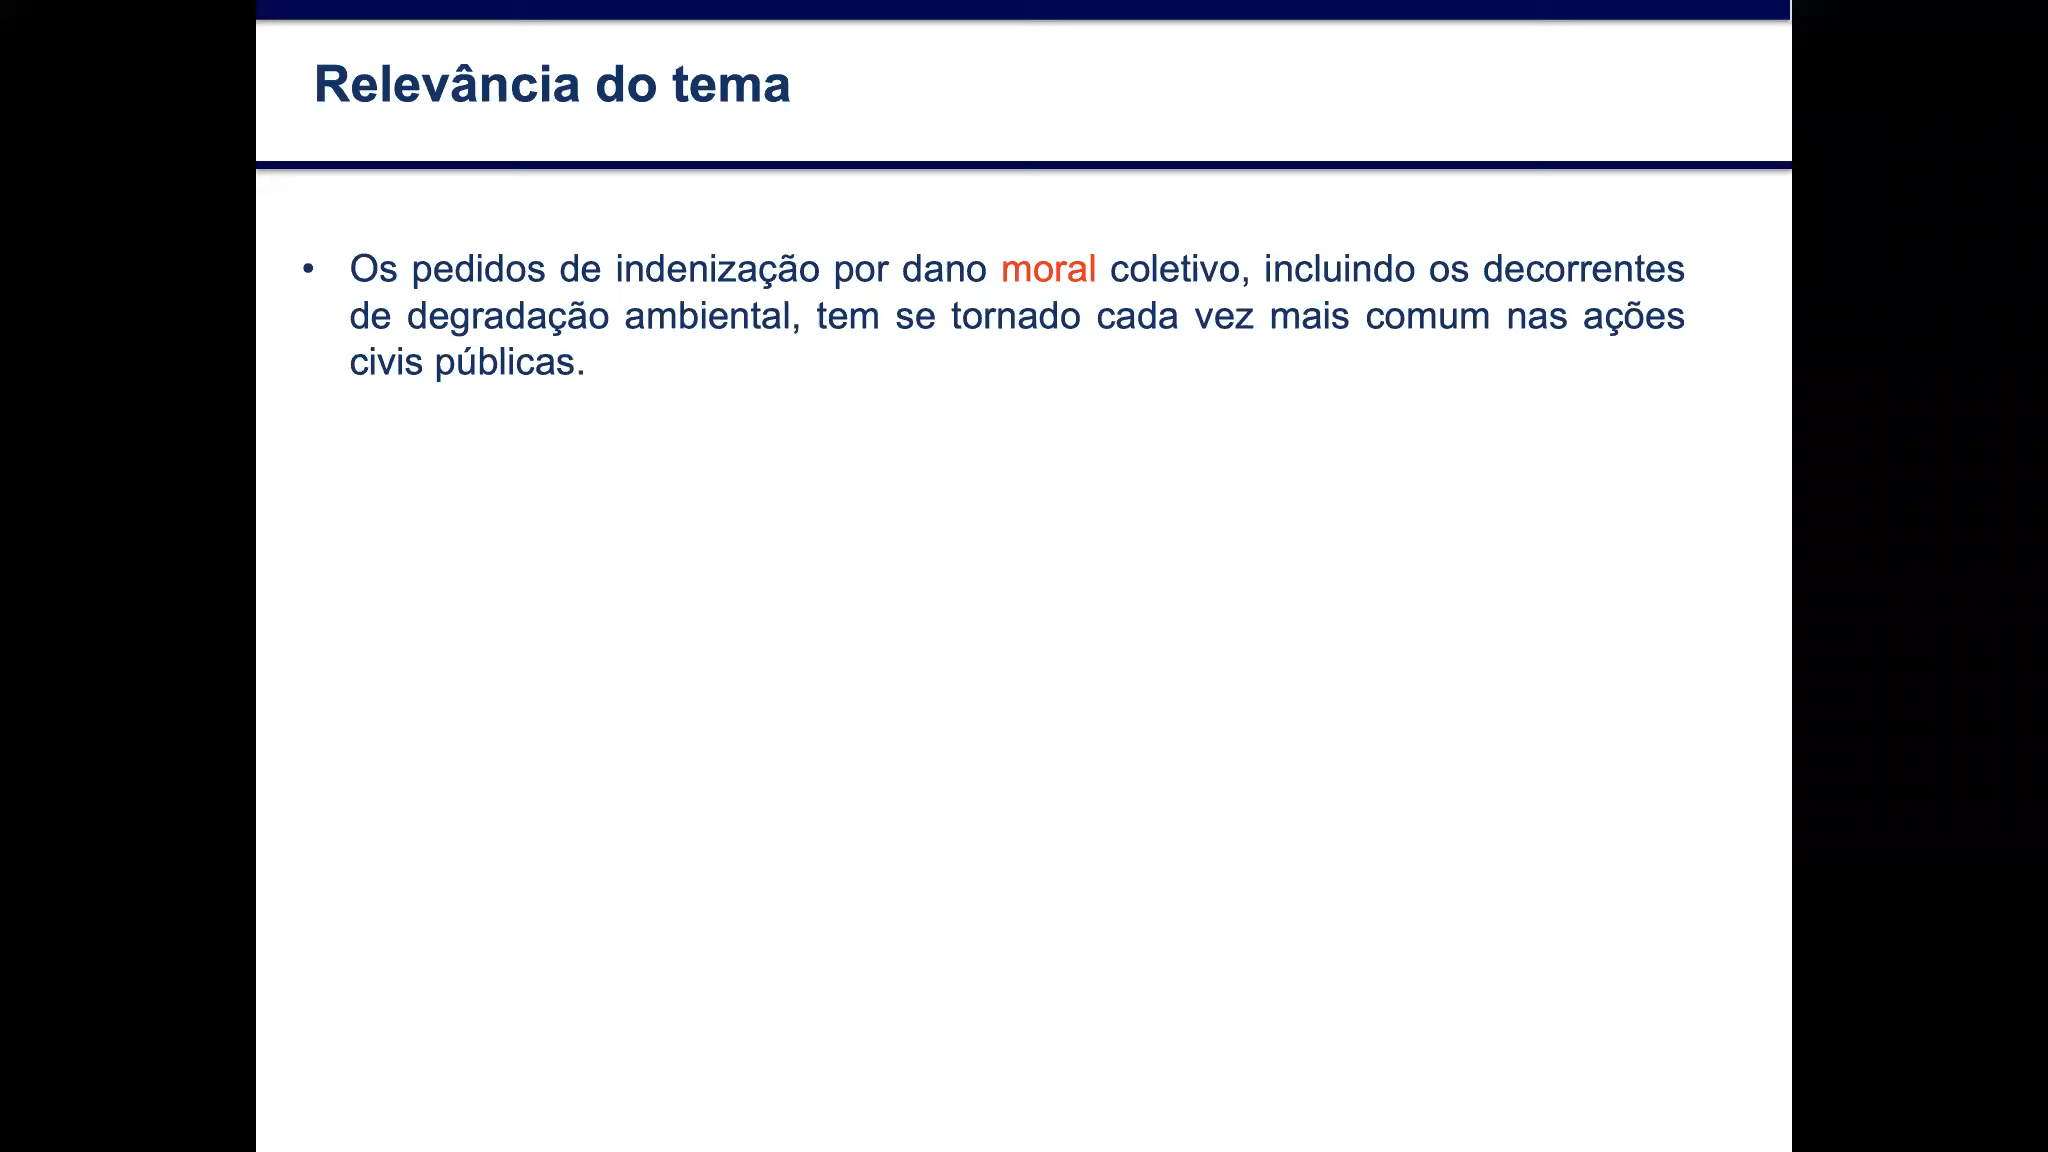 Relevância do tema
• Os pedidos de indenização por dano moral coletivo, incluindo os decorrentes
de degradação ambiental, tem se tornado cada vez mais comum nas ações
civis públicas.